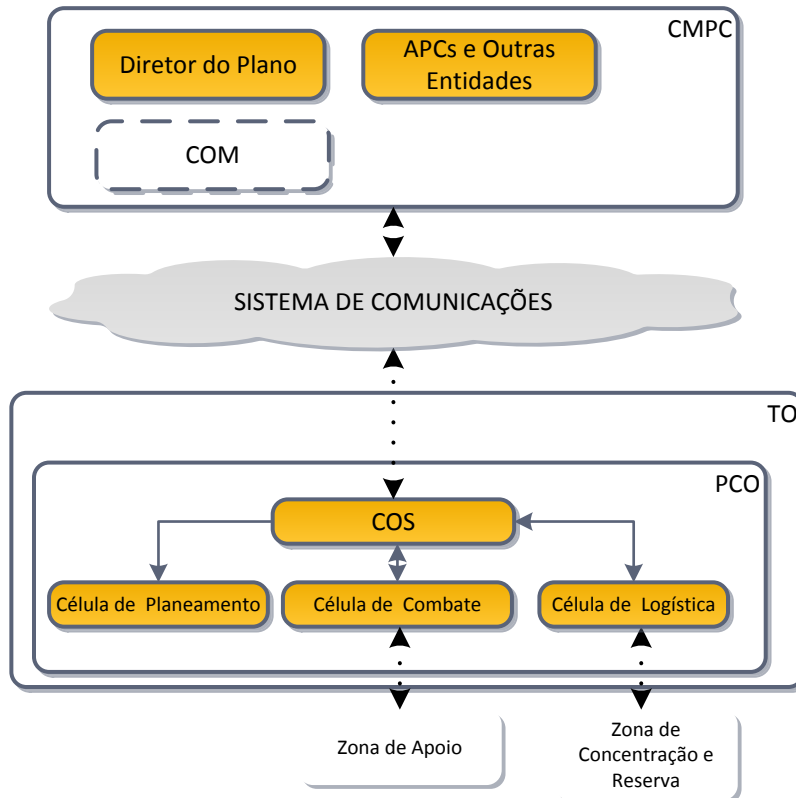 CMPC
Diretor do Plano
APCs e Outras
Entidades
COM
SISTEMA DE COMUNICAÇÕES
TO
PCO
COS
Célula de Planeamento
Célula de Combate
Célula de Logística
Zona de Apoio
Zona de
Concentração e
Reserva